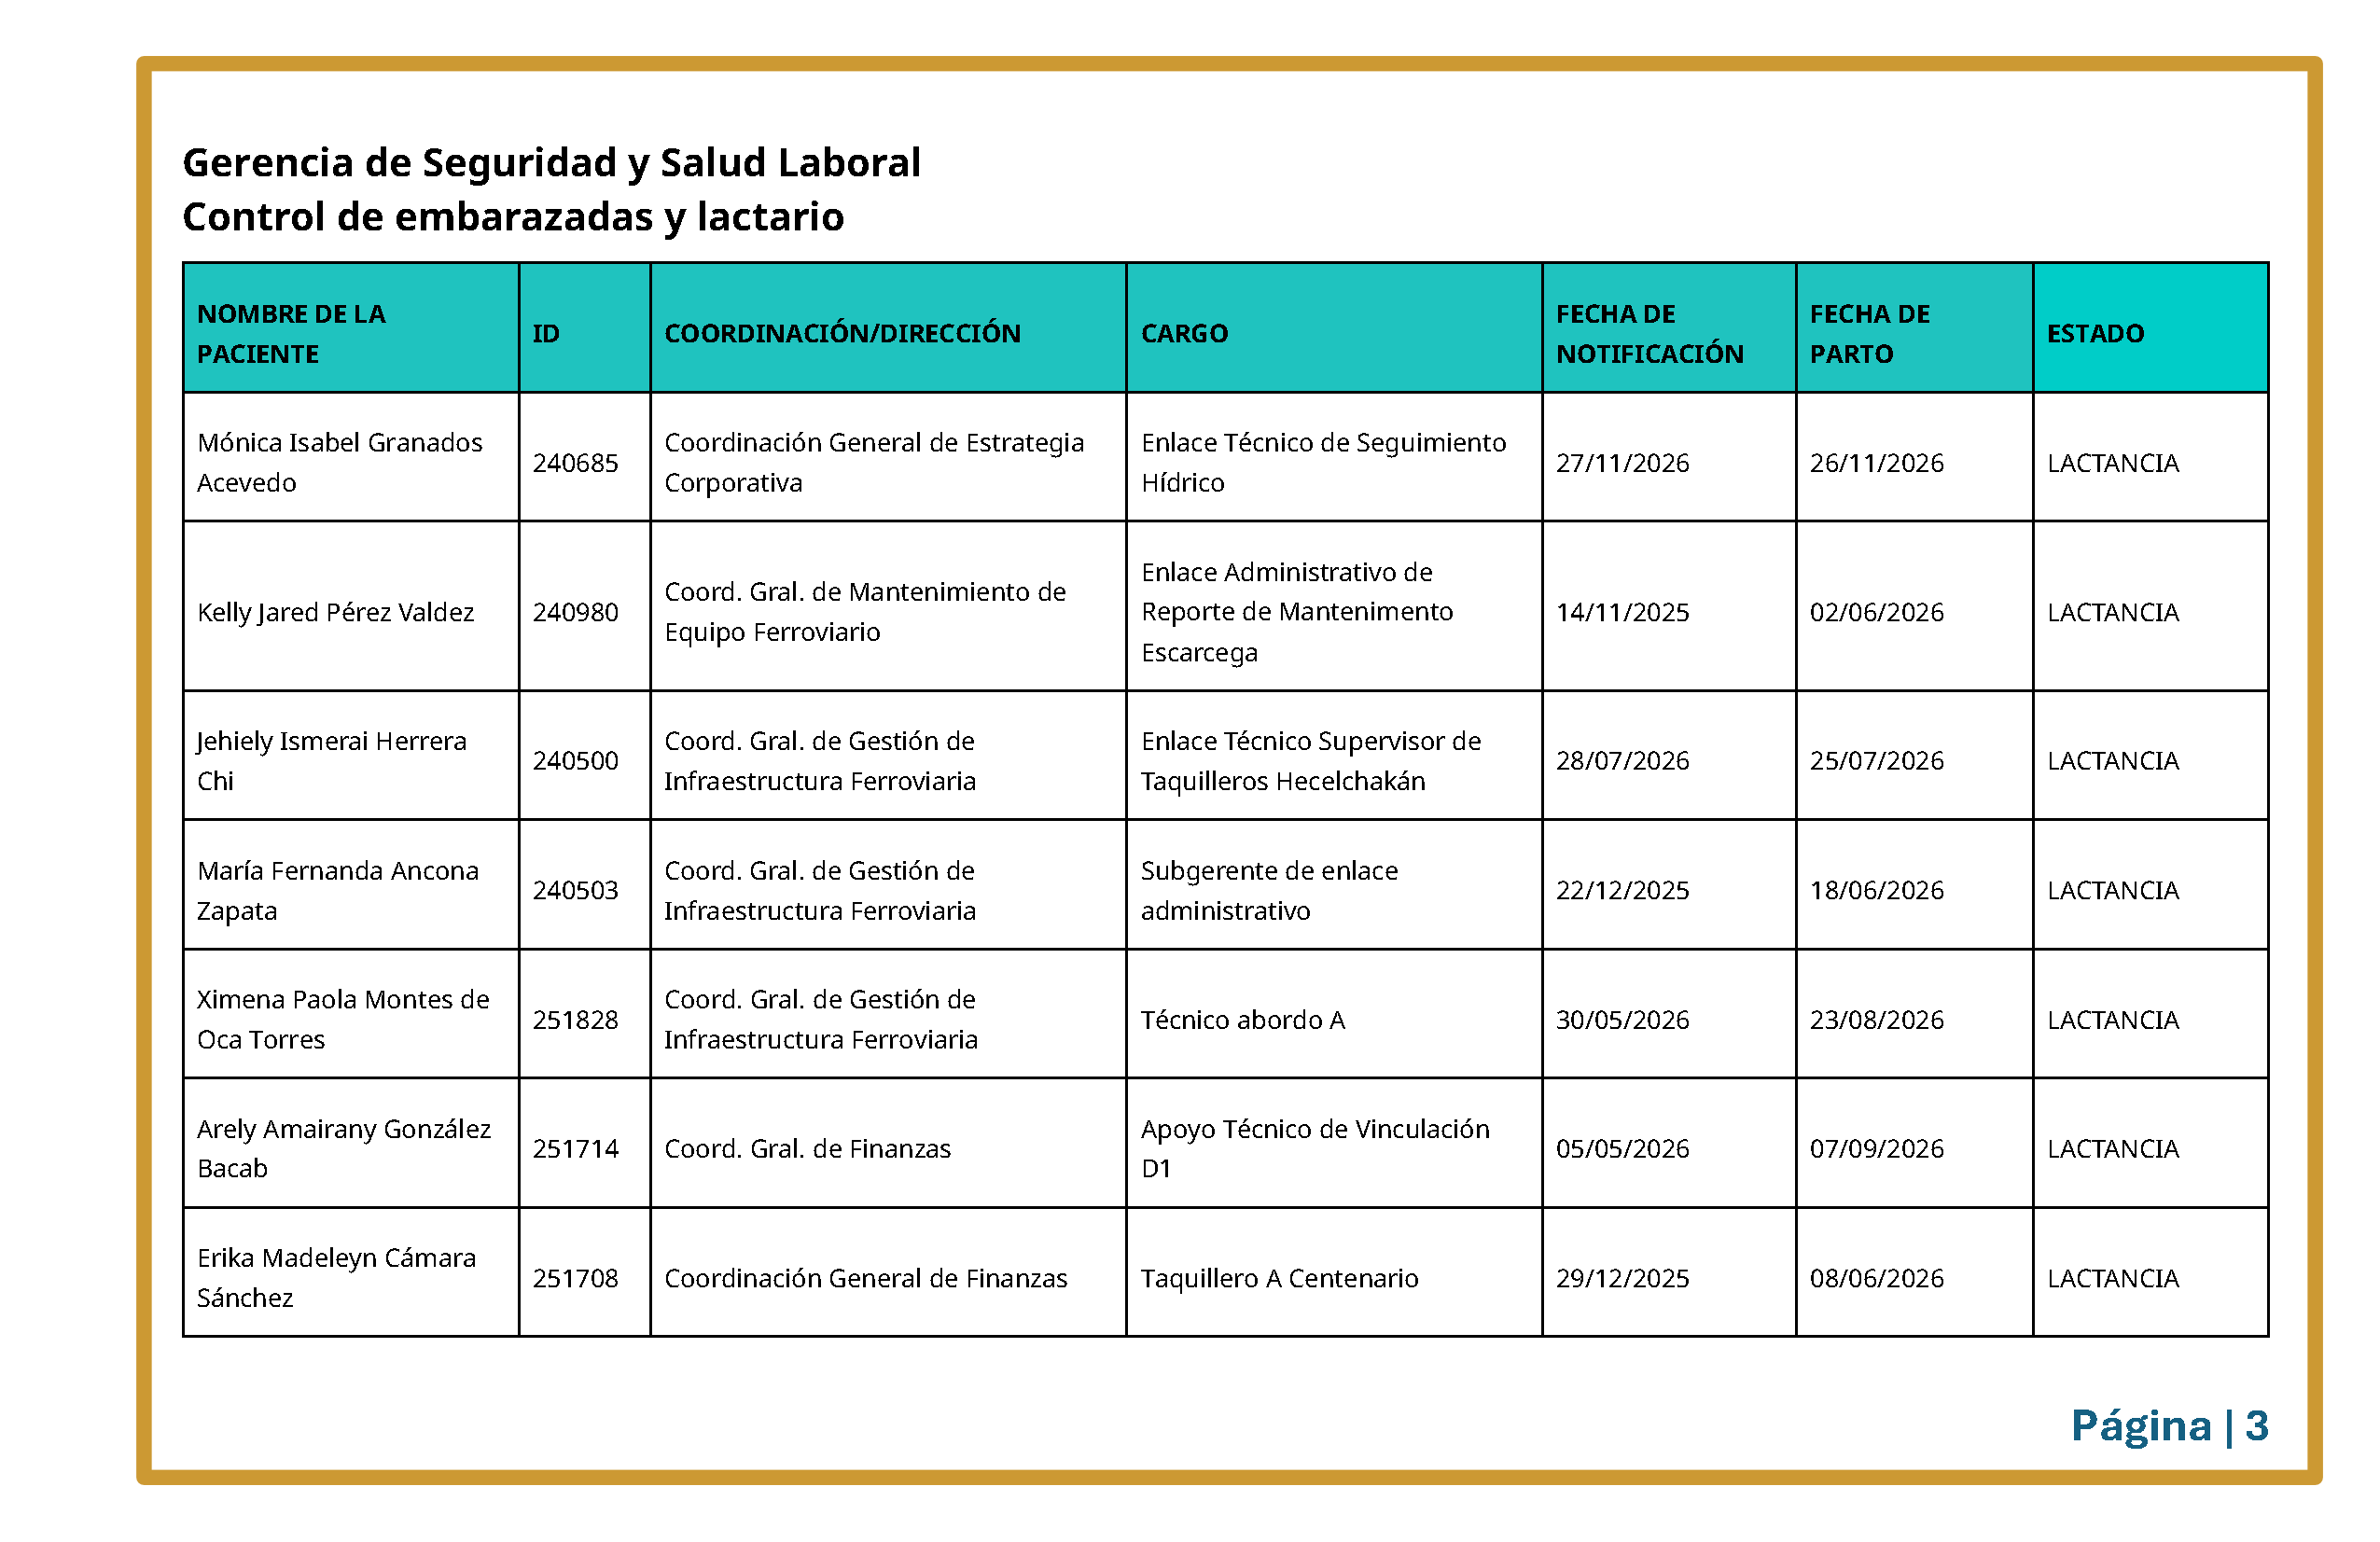 Gerencia de Seguridad y Salud Laboral
Control de embarazadas y lactario
NOMBRE DE LA
PACIENTE
ID
COORDINACIÓN/DIRECCIÓN
CARGO
FECHA DE
NOTIFICACIÓN
FECHA DE
PARTO
ESTADO
Mónica Isabel Granados
Acevedo
240685
Coordinación General de Estrategia
Corporativa
Enlace Técnico de Seguimiento
Hídrico
27/11/2026
26/11/2026
LACTANCIA
Kelly Jared Pérez Valdez
240980
Coord. Gral. de Mantenimiento de
Equipo Ferroviario
Enlace Administrativo de
Reporte de Mantenimento
Escarcega
14/11/2025
02/06/2026
LACTANCIA
Jehiely Ismerai Herrera
Chi
240500
Coord. Gral. de Gestión de
Infraestructura Ferroviaria
Enlace Técnico Supervisor de
Taquilleros Hecelchakán
28/07/2026
25/07/2026
LACTANCIA
María Fernanda Ancona
Zapata
240503
Coord. Gral. de Gestión de
Infraestructura Ferroviaria
Subgerente de enlace
administrativo
22/12/2025
18/06/2026
LACTANCIA
Ximena Paola Montes de
Oca Torres
251828
Coord. Gral. de Gestión de
Infraestructura Ferroviaria
Técnico abordo A
30/05/2026
23/08/2026
LACTANCIA
Arely Amairany González
Bacab
251714
Coord. Gral. de Finanzas
Apoyo Técnico de Vinculación
D1
05/05/2026
07/09/2026
LACTANCIA
Erika Madeleyn Cámara
Sánchez
251708
Coordinación General de Finanzas
Taquillero A Centenario
29/12/2025
08/06/2026
LACTANCIA
Página | 3